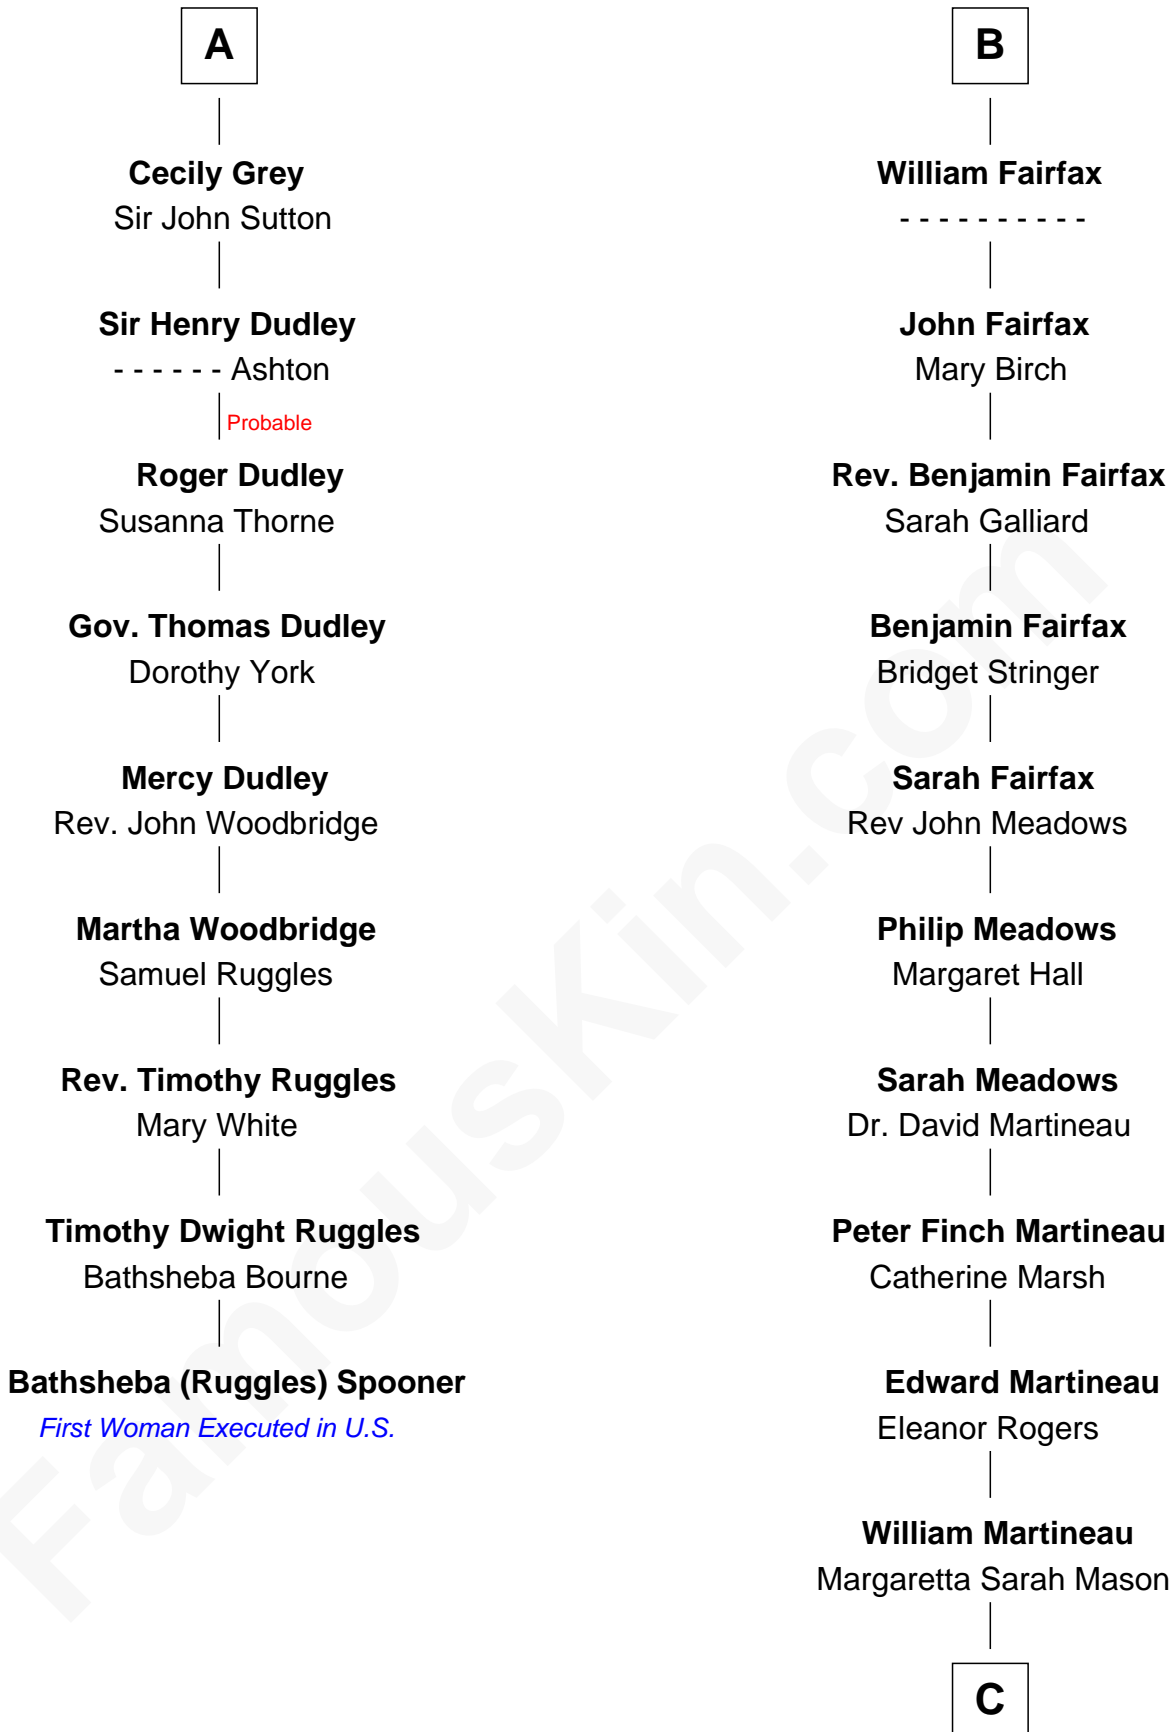 A
Cecily Grey
Sir John Sutton
Sir Henry Dudley
- - - - - - Ashton
Probable
Roger Dudley
Susanna Thorne
Gov. Thomas Dudley
Dorothy York
Mercy Dudley
Rev. John Woodbridge
Martha Woodbridge
Samuel Ruggles
Rev. Timothy Ruggles
Mary White
Timothy Dwight Ruggles
Bathsheba Bourne
Bathsheba (Ruggles) Spooner
First Woman Executed in U.S.
B
William Fairfax
- - - - - - - - - -
John Fairfax
Mary Birch
Rev. Benjamin Fairfax
Sarah Galliard
Benjamin Fairfax
Bridget Stringer
Sarah Fairfax
Rev John Meadows
Philip Meadows
Margaret Hall
Sarah Meadows
Dr. David Martineau
Peter Finch Martineau
Catherine Marsh
Edward Martineau
Eleanor Rogers
William Martineau
Margaretta Sarah Mason
C
FamousKin.com